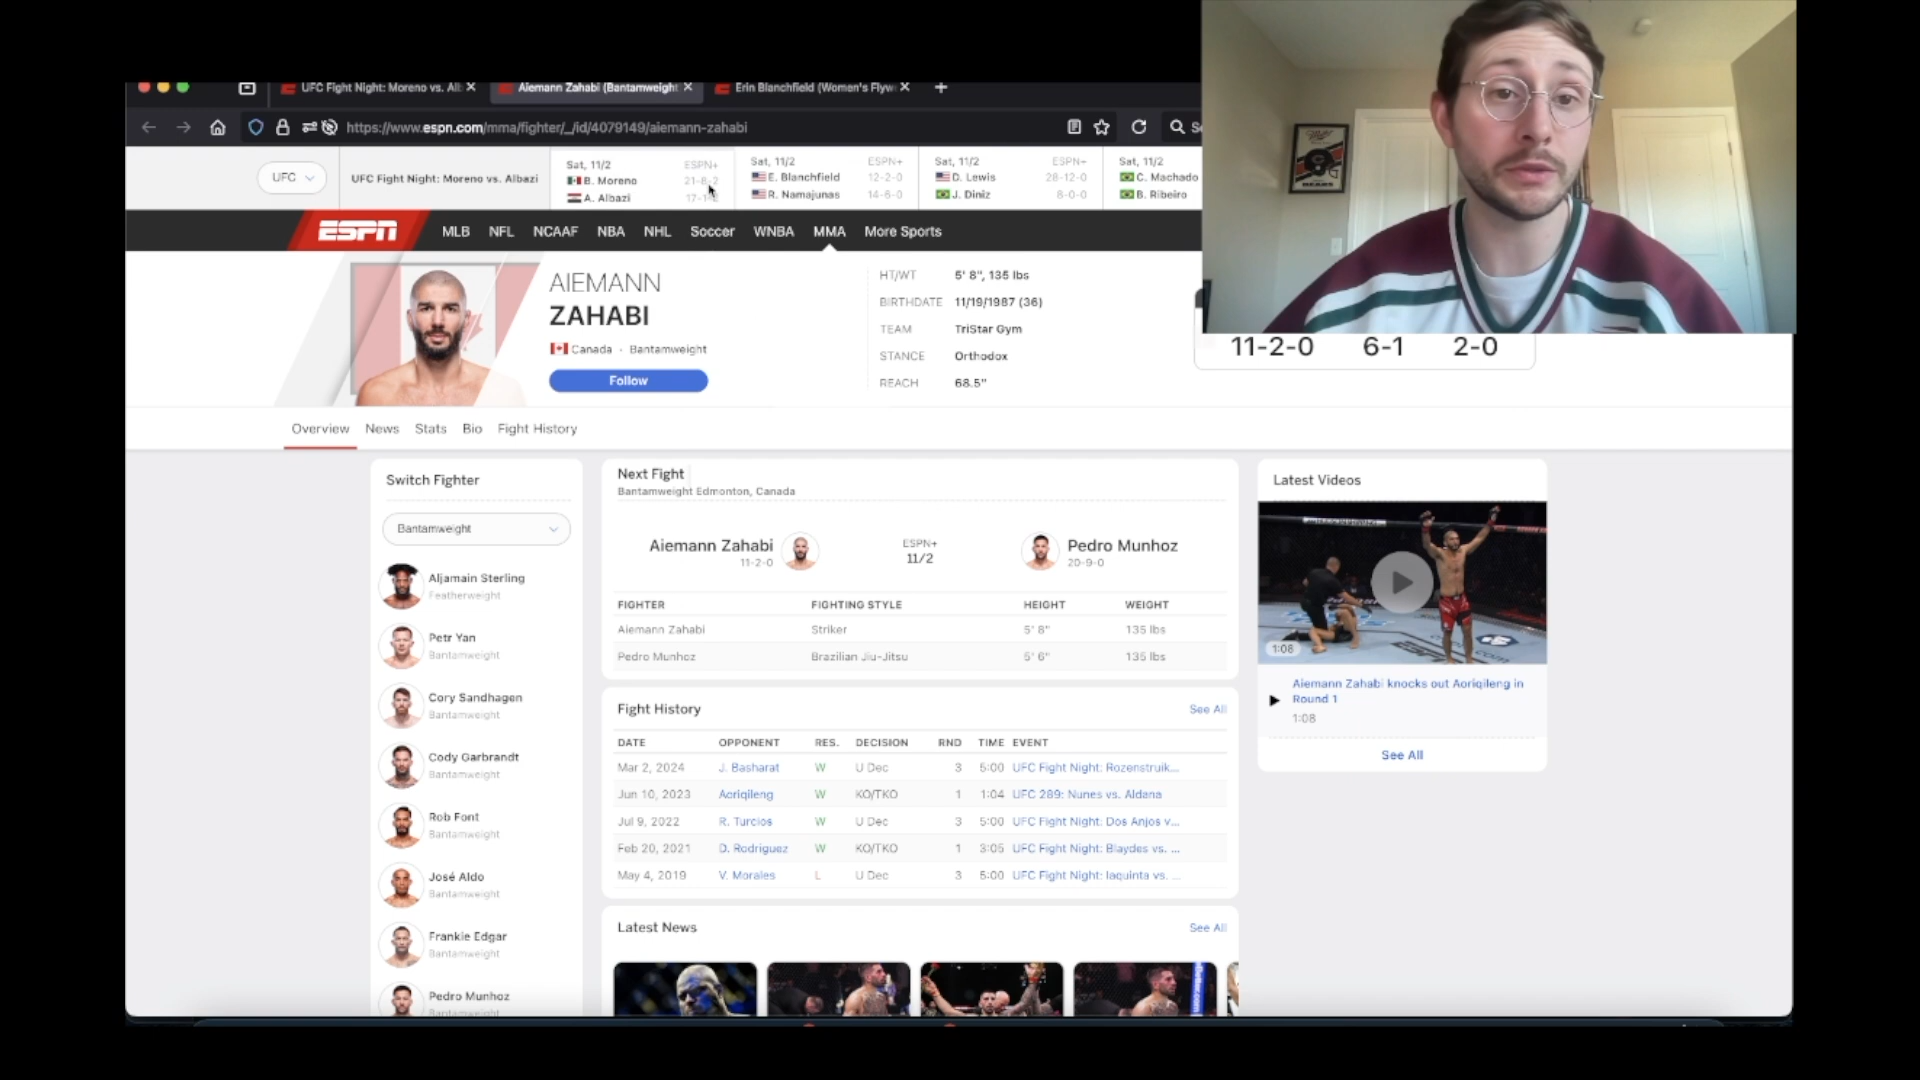 UFC Fight Night: Moreno vs. Alb
Aiemann Zahabi (Bantamweight
Erin Blanchfield (Women's Flyw
https://www.espn.com/mma/fighter/_/id/4079149/aiemann-zahabi
UFC
UFC Fight Night: Moreno vs. Albazi
Sat, 11/2 ESPN+
B. Moreno 21-8-2
A. Albazi
Sat, 11/2 ESPN+
E. Blanchfield 12-2-0
R. Namajunas 14-6-0
Sat, 11/2 ESPN+
D. Lewis 28-12-0
J. Diniz 8-0-0
Sat, 11/2
C. Machado
B. Ribeiro
ESPN MLB NFL NCAAF NBA NHL Soccer WNBA MMA More Sports
AIEMANN
ZAHABI
Canada · Bantamweight
Follow
HT/WT 5' 8", 135 lbs
BIRTHDATE 11/19/1987 (36)
TEAM TriStar Gym
STANCE Orthodox
REACH 68.5"
11-2-0 6-1 2-0
BEARS
Overview News Stats Bio Fight History
Switch Fighter
Bantamweight
Aljamain Sterling
Featherweight
Petr Yan
Bantamweight
Cory Sandhagen
Bantamweight
Cody Garbrandt
Bantamweight
Rob Font
Bantamweight
José Aldo
Bantamweight
Frankie Edgar
Bantamweight
Pedro Munhoz
Bantamweight
Next Fight
Bantamweight Edmonton, Canada
Aiemann Zahabi
11-2-0
ESPN+
11/2
Pedro Munhoz
20-9-0
FIGHTER FIGHTING STYLE HEIGHT WEIGHT
Aiemann Zahabi Striker 5' 8" 135 lbs
Pedro Munhoz Brazilian Jiu-Jitsu 5' 6" 135 lbs
Fight History See All
DATE OPPONENT RES. DECISION RND TIME EVENT
Mar 2, 2024 J. Basharat W U Dec 3 5:00 UFC Fight Night: Rozenstruik...
Jun 10, 2023 Aoriqileng W KO/TKO 1 1:04 UFC 289: Nunes vs. Aldana
Jul 9, 2022 R. Turcios W U Dec 3 5:00 UFC Fight Night: Dos Anjos v...
Feb 20, 2021 D. Rodriguez W KO/TKO 1 3:05 UFC Fight Night: Blaydes vs. ...
May 4, 2019 V. Morales L U Dec 3 5:00 UFC Fight Night: Iaquinta vs. ...
Latest News See All
Latest Videos
1:08
Aiemann Zahabi knocks out Aoriqileng in
Round 1
1:08
See All